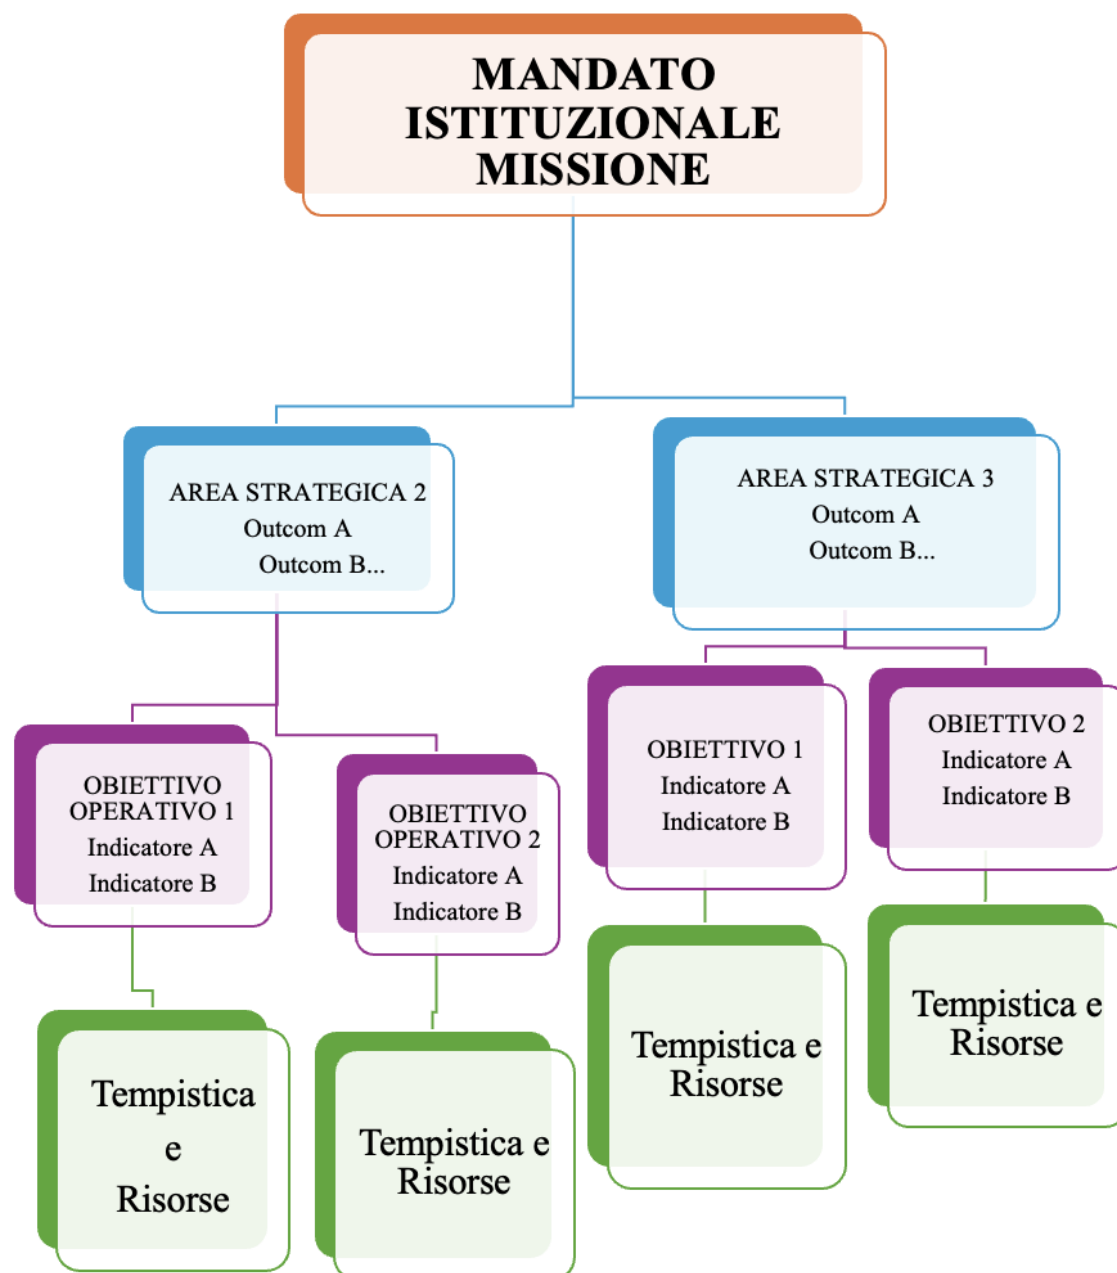 MANDATO
ISTITUZIONALE
MISSIONE
AREA STRATEGICA 2
Outcom A
Outcom B...
AREA STRATEGICA 3
Outcom A
Outcom B...
OBIETTIVO
OPERATIVO 1
Indicatore A
Indicatore B
OBIETTIVO
OPERATIVO 2
Indicatore A
Indicatore B
OBIETTIVO 1
Indicatore A
Indicatore B
OBIETTIVO 2
Indicatore A
Indicatore B
Tempistica
e
Risorse
Tempistica e
Risorse
Tempistica e
Risorse
Tempistica e
Risorse